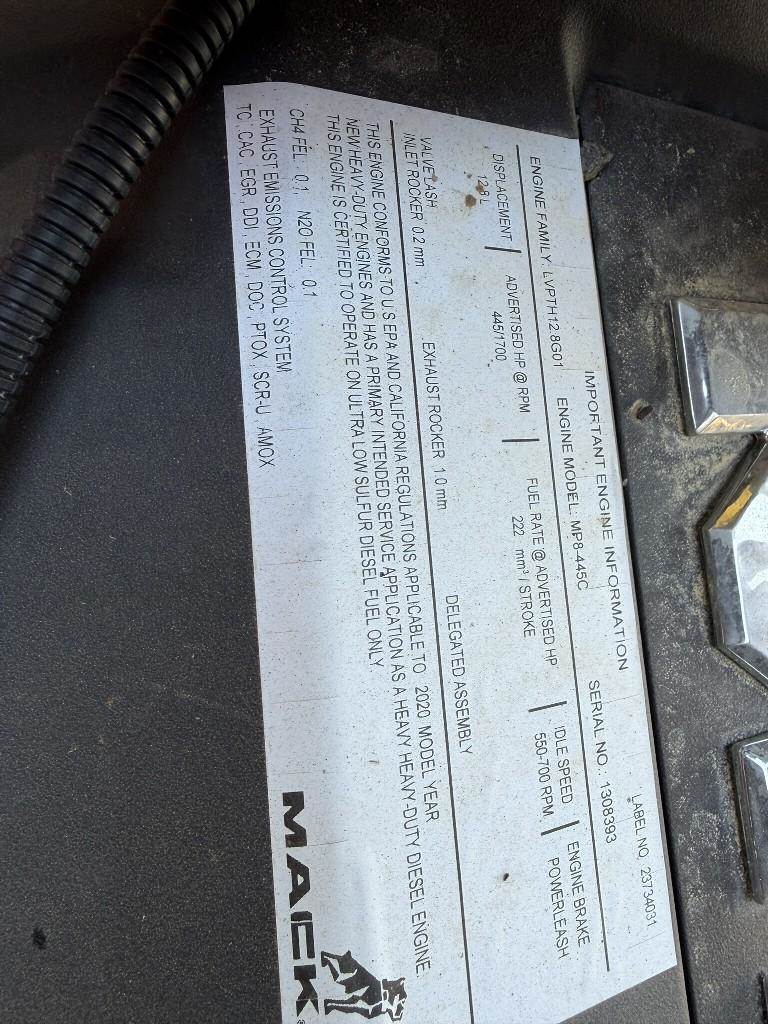 IMPORTANT ENGINE INFORMATION
LABEL NO. 23734031
ENGINE FAMILY: LVPTH12.8G01 ENGINE MODEL: MP8-445C SERIAL NO.: 1308393
DISPLACEMENT ADVERTISED HP @ RPM FUEL RATE @ ADVERTISED HP IDLE SPEED ENGINE BRAKE
12.8 L 445/1700 222 mm³ / STROKE 550-700 RPM POWERLEASH
VALVE LASH
INLET ROCKER 0.2 mm EXHAUST ROCKER 1.0 mm DELEGATED ASSEMBLY
THIS ENGINE CONFORMS TO U.S EPA AND CALIFORNIA REGULATIONS APPLICABLE TO 2020 MODEL YEAR
NEW HEAVY-DUTY ENGINES AND HAS A PRIMARY INTENDED SERVICE APPLICATION AS A HEAVY HEAVY-DUTY DIESEL ENGINE.
THIS ENGINE IS CERTIFIED TO OPERATE ON ULTRA LOW SULFUR DIESEL FUEL ONLY
CH4 FEL: 0.1 N2O FEL: 0.1
EXHAUST EMISSIONS CONTROL SYSTEM
TC, CAC, EGR, DDI, ECM, DOC, PTOX, SCR-U, AMOX
MACK®